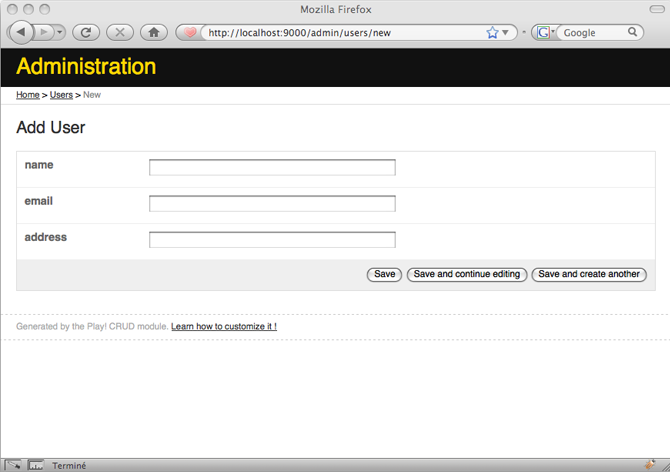 Mozilla Firefox
http://localhost:9000/admin/users/new
G Google
Administration
Home > Users > New
Add User
name
email
address
Save Save and continue editing Save and create another
Generated by the Play! CRUD module. Learn how to customize it !
Terminé